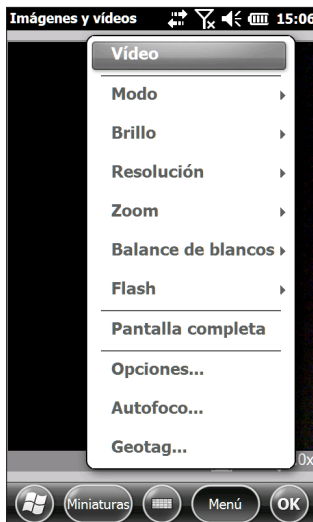 Imágenes y vídeos 15:06
Vídeo
Modo
Brillo
Resolución
Zoom
Balance de blancos
Flash
Pantalla completa
Opciones...
Autofoco...
Geotag...
0x
Miniaturas Menú OK